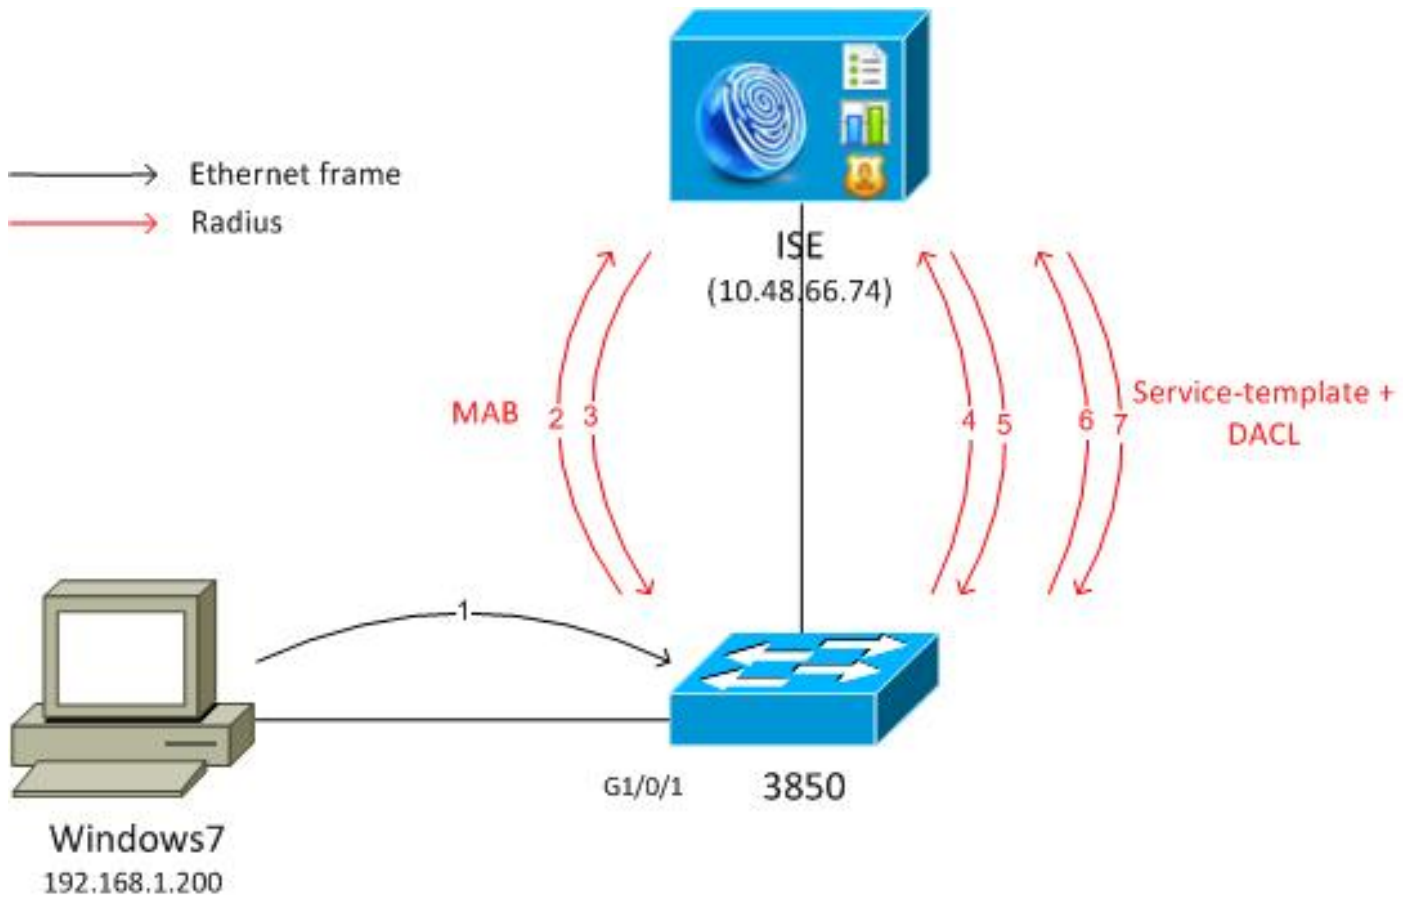 Ethernet frame
Radius
ISE
(10.48.66.74)
MAB
2
3
4
5
6
7
Service-template +
DACL
1
G1/0/1
3850
Windows7
192.168.1.200